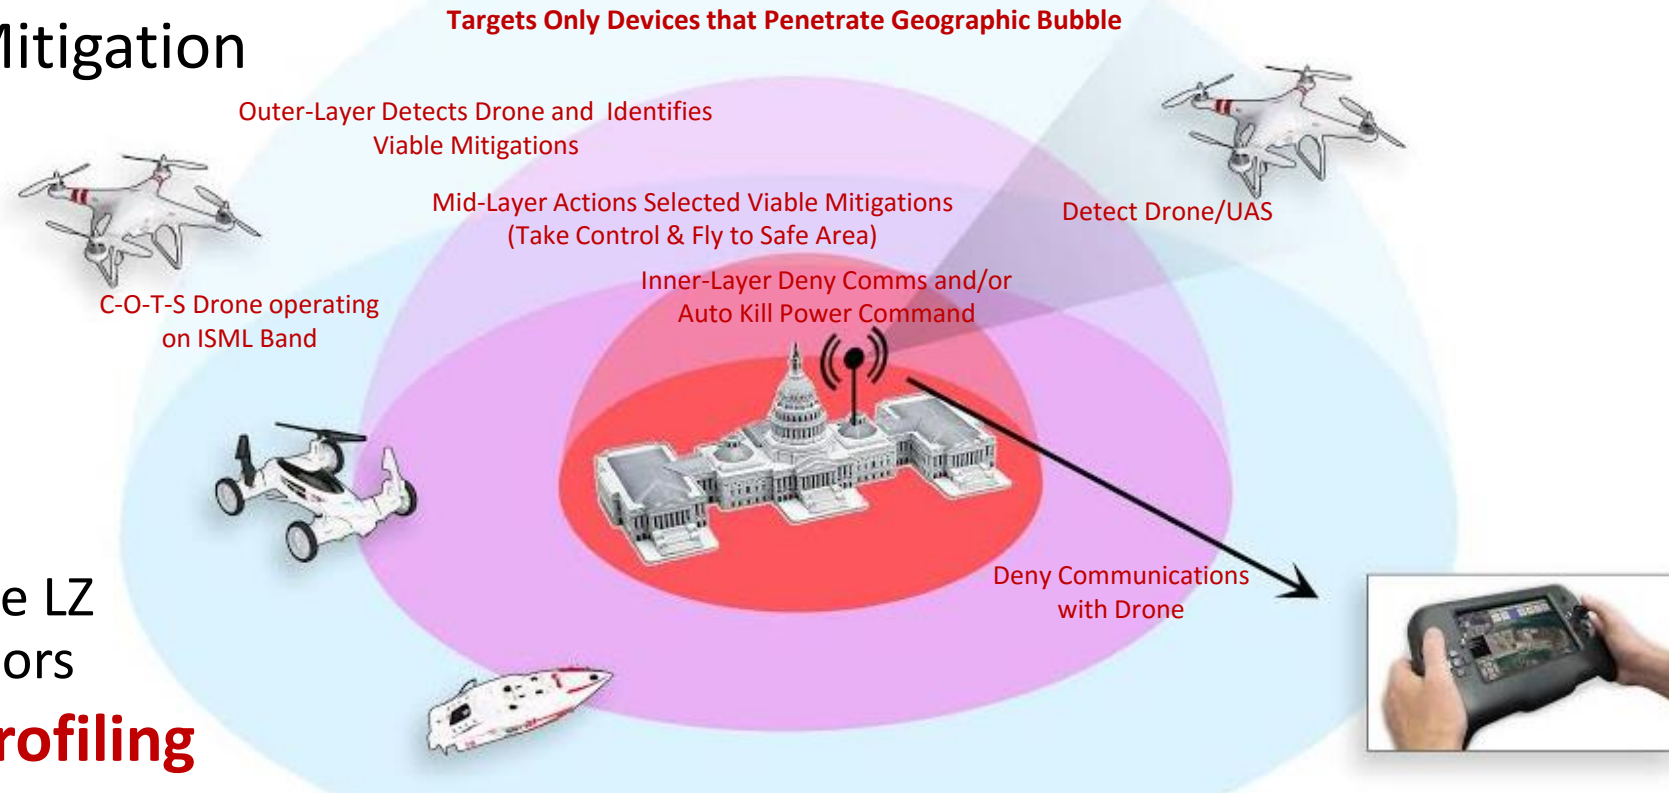 Targets Only Devices that Penetrate Geographic Bubble
Mitigation
Outer-Layer Detects Drone and Identifies
Viable Mitigations
Mid-Layer Actions Selected Viable Mitigations
(Take Control & Fly to Safe Area)
Detect Drone/UAS
Inner-Layer Deny Comms and/or
Auto Kill Power Command
C-O-T-S Drone operating
on ISML Band
Deny Communications
with Drone
e LZ
ors
rofiling